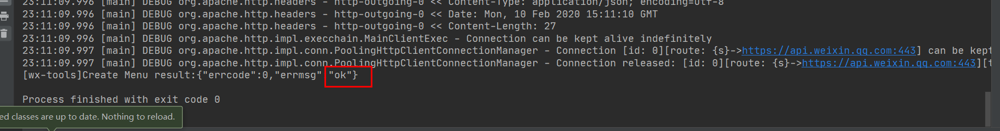 23:11:09.996 [main] DEBUG org.apache.http.headers - http-outgoing-0 << Content-Type: application/json; encoding=utf-8
23:11:09.996 [main] DEBUG org.apache.http.headers - http-outgoing-0 << Date: Mon, 10 Feb 2020 15:11:10 GMT
23:11:09.996 [main] DEBUG org.apache.http.headers - http-outgoing-0 << Content-Length: 27
23:11:09.996 [main] DEBUG org.apache.http.impl.execchain.MainClientExec - Connection can be kept alive indefinitely
23:11:09.997 [main] DEBUG org.apache.http.impl.conn.PoolingHttpClientConnectionManager - Connection [id: 0][route: {s}->https://api.weixin.qq.com:443] can be kept
23:11:09.997 [main] DEBUG org.apache.http.impl.conn.PoolingHttpClientConnectionManager - Connection released: [id: 0][route: {s}->https://api.weixin.qq.com:443][t
[wx-tools]Create Menu result:{"errcode":0,"errmsg" "ok"}
Process finished with exit code 0
ed classes are up to date. Nothing to reload.